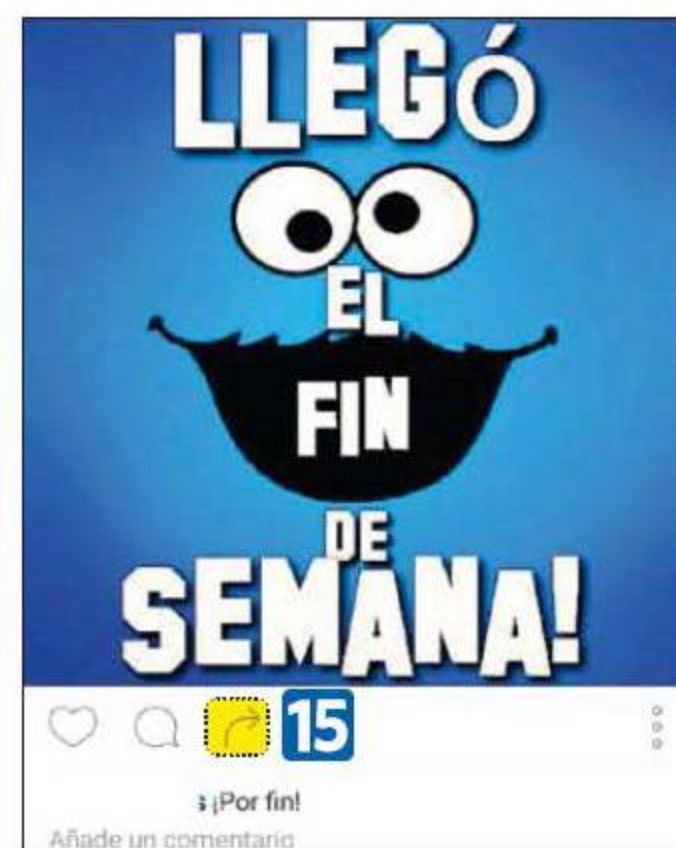 LLEGÓ
EL
FIN
DE
SEMANA!
15
¡Por fin!
Añade un comentario